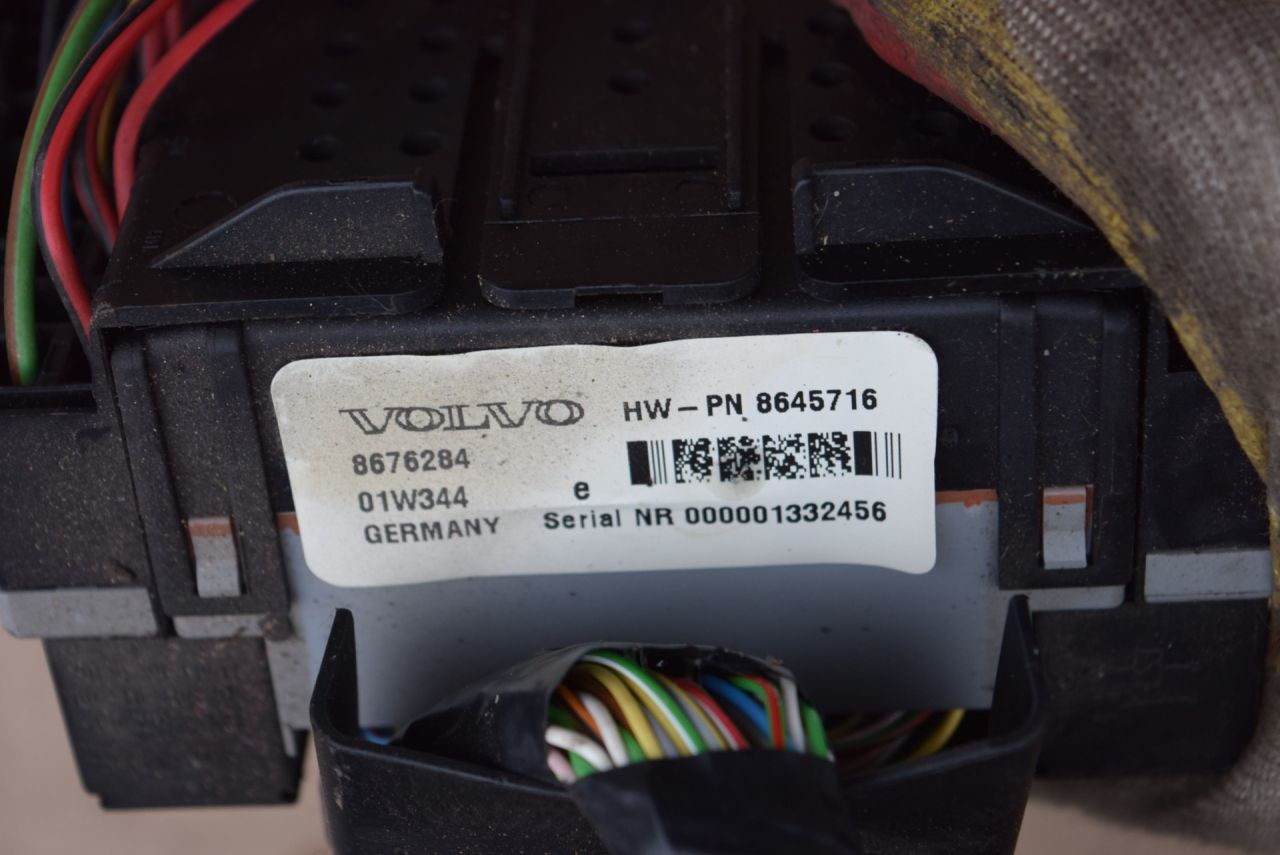 VOLVO
8676284
01W344
GERMANY
HW-PN 8645716
e
Serial NR 000001332456